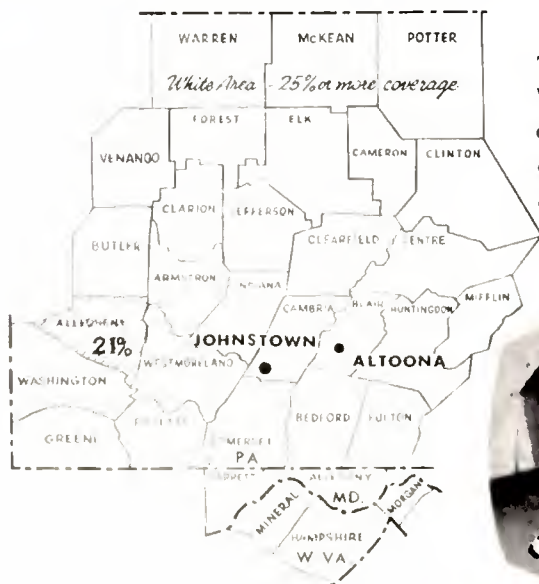 WARREN McKEAN POTTER
White Area - 25% or more coverage
FOREST ELK
VENANGO CAMERON CLINTON
CLARION JEFFERSON
CLEARFIELD CENTRE
BUTLER
ARMSTRONG
INDIANA
CAMBRIA BLAIR HUNTINGDON MIFFLIN
ALLEGHENY
21% JOHNSTOWN
WESTMORELAND ALTOONA
WASHINGTON
BEDFORD FULTON
GREENE FAYETTE SOMERSET
PA
GARRETT ALLEGANY
MINERAL MD. MORGAN
HAMPSHIRE
W VA